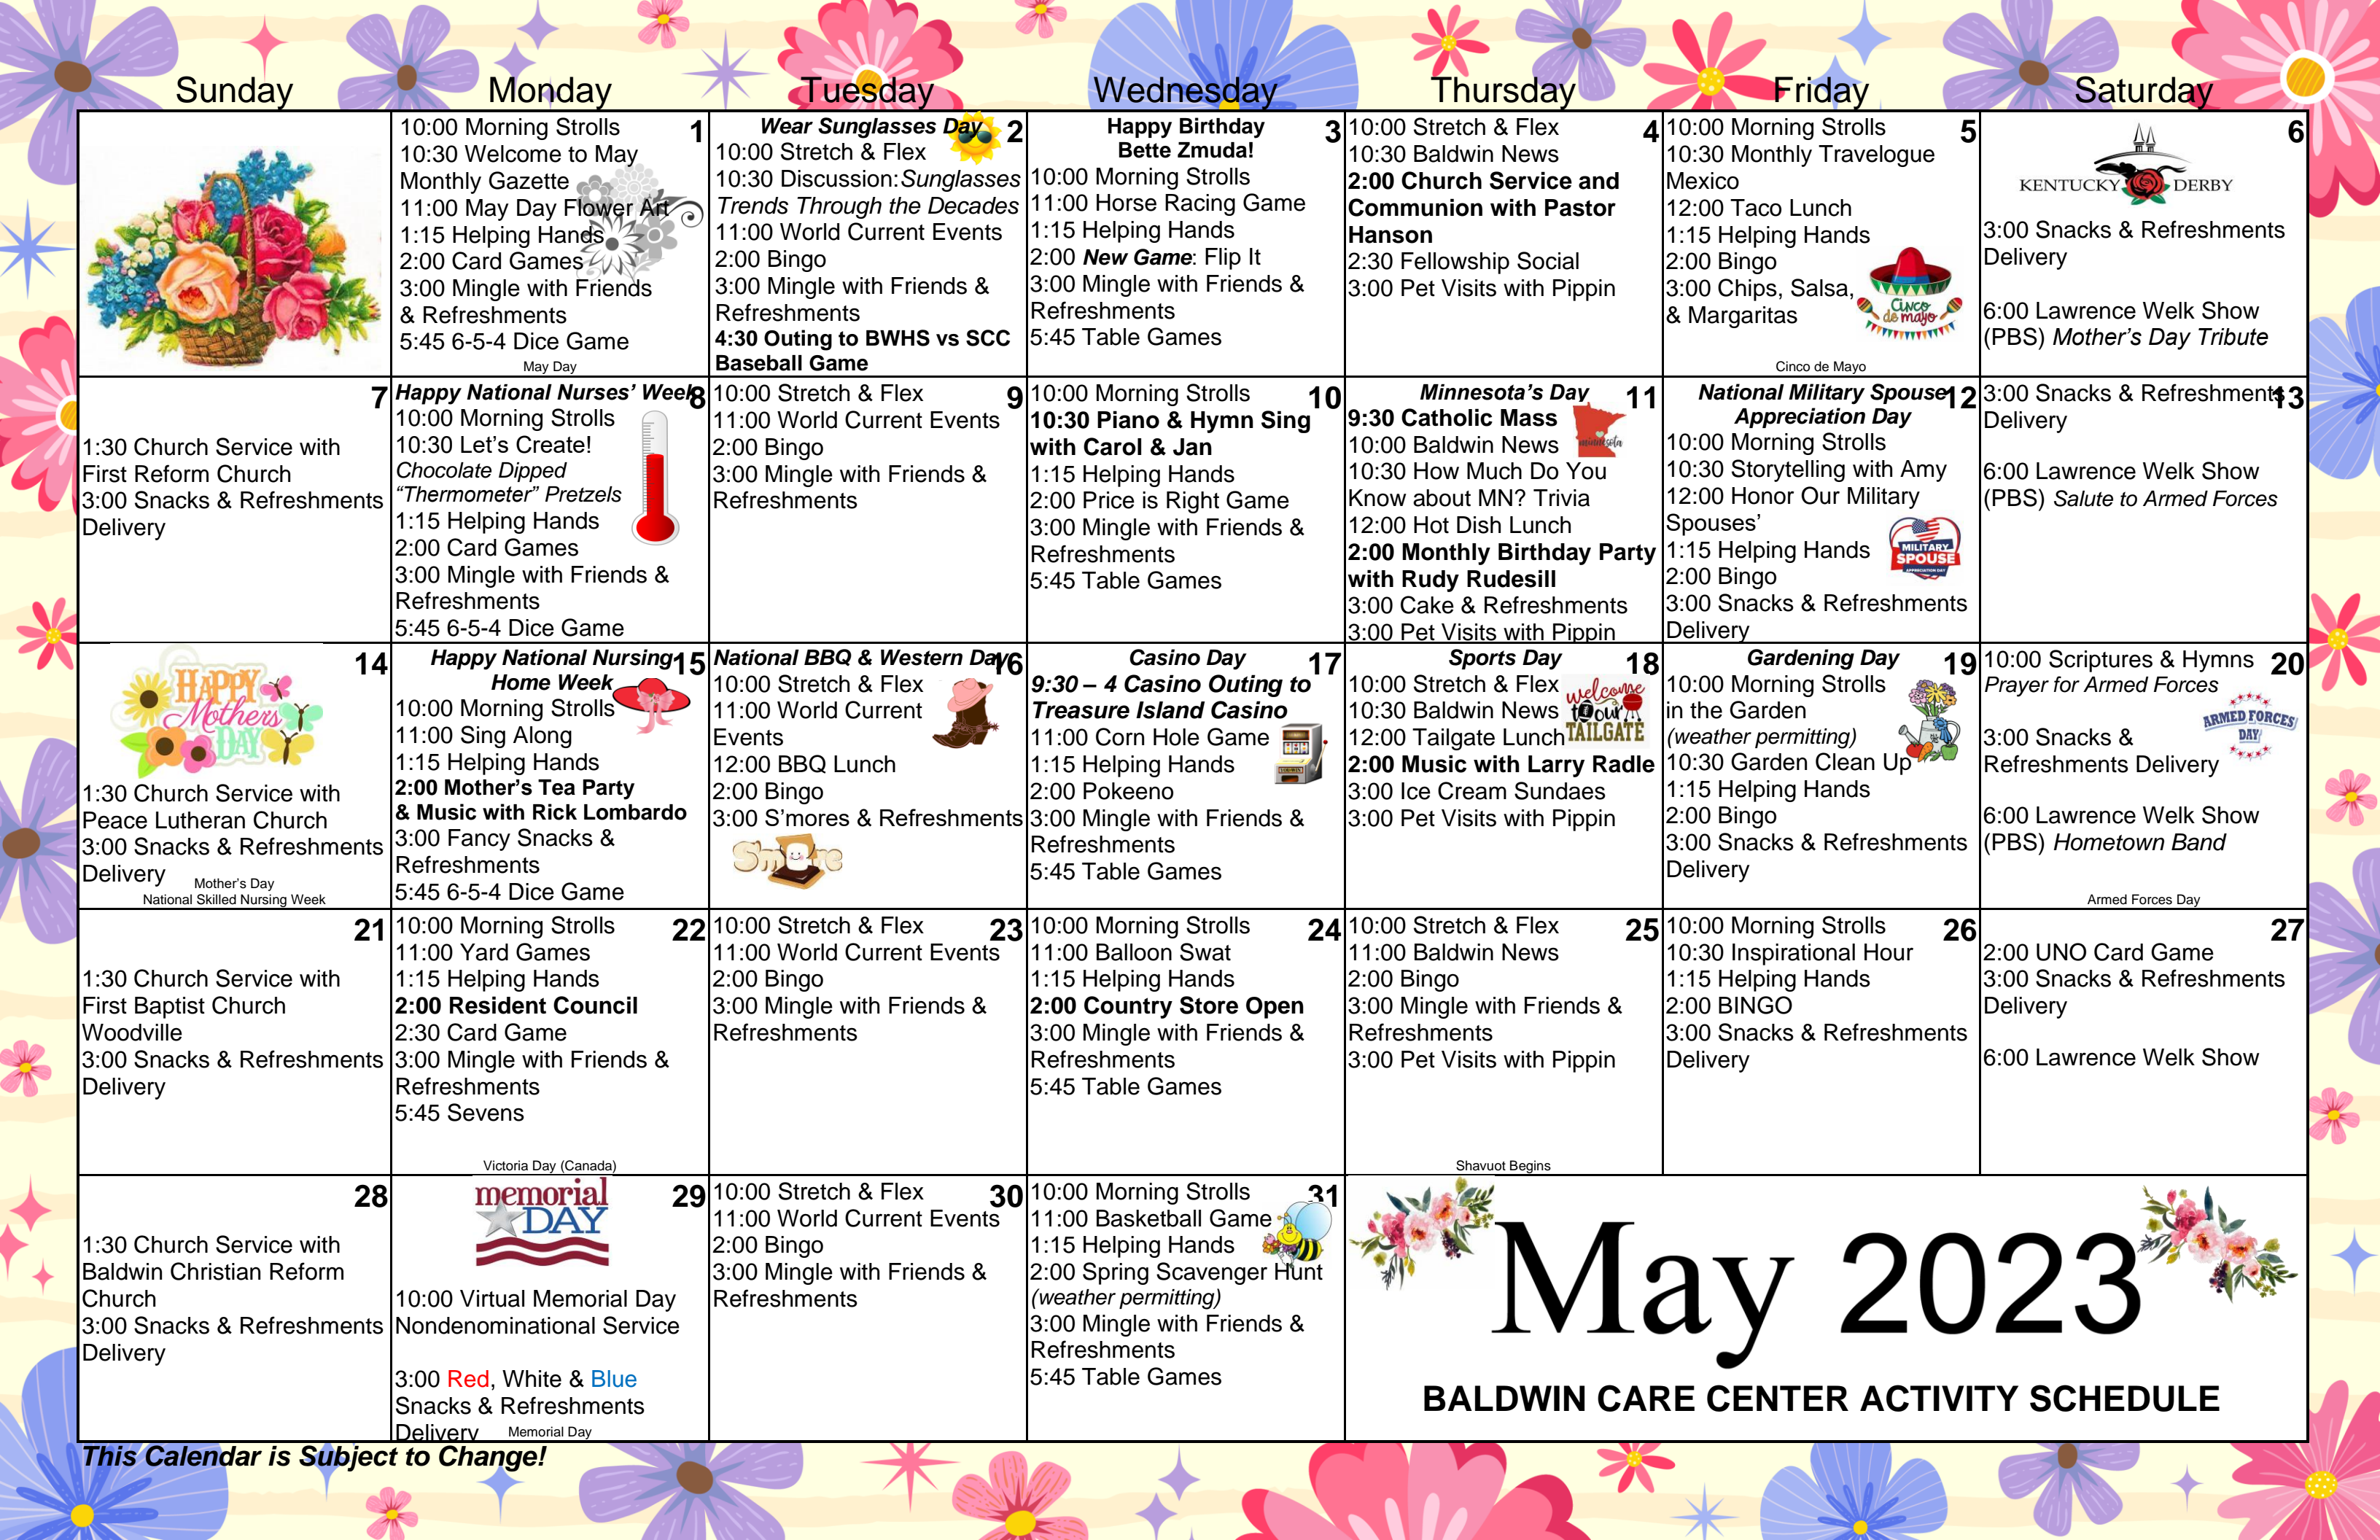 Sunday Monday Tuesday Wednesday Thursday Friday Saturday
1
10:00 Morning Strolls
10:30 Welcome to May
Monthly Gazette
11:00 May Day Flower Art
1:15 Helping Hands
2:00 Card Games
3:00 Mingle with Friends
& Refreshments
5:45 6-5-4 Dice Game
May Day
2
Wear Sunglasses Day
10:00 Stretch & Flex
10:30 Discussion: Sunglasses
Trends Through the Decades
11:00 World Current Events
2:00 Bingo
3:00 Mingle with Friends &
Refreshments
4:30 Outing to BWHS vs SCC
Baseball Game
3
Happy Birthday
Bette Zmuda!
10:00 Morning Strolls
11:00 Horse Racing Game
1:15 Helping Hands
2:00 New Game: Flip It
3:00 Mingle with Friends &
Refreshments
5:45 Table Games
4
10:00 Stretch & Flex
10:30 Baldwin News
2:00 Church Service and
Communion with Pastor
Hanson
2:30 Fellowship Social
3:00 Pet Visits with Pippin
5
10:00 Morning Strolls
10:30 Monthly Travelogue
Mexico
12:00 Taco Lunch
1:15 Helping Hands
2:00 Bingo
3:00 Chips, Salsa,
& Margaritas
Cinco
de mayo
Cinco de Mayo
6
KENTUCKY DERBY
3:00 Snacks & Refreshments
Delivery
6:00 Lawrence Welk Show
(PBS) Mother's Day Tribute
7
1:30 Church Service with
First Reform Church
3:00 Snacks & Refreshments
Delivery
8
Happy National Nurses' Week
10:00 Morning Strolls
10:30 Let's Create!
Chocolate Dipped
"Thermometer" Pretzels
1:15 Helping Hands
2:00 Card Games
3:00 Mingle with Friends &
Refreshments
5:45 6-5-4 Dice Game
9
10:00 Stretch & Flex
11:00 World Current Events
2:00 Bingo
3:00 Mingle with Friends &
Refreshments
10
10:00 Morning Strolls
10:30 Piano & Hymn Sing
with Carol & Jan
1:15 Helping Hands
2:00 Price is Right Game
3:00 Mingle with Friends &
Refreshments
5:45 Table Games
11
Minnesota's Day
9:30 Catholic Mass
10:00 Baldwin News
minnesota
10:30 How Much Do You
Know about MN? Trivia
12:00 Hot Dish Lunch
2:00 Monthly Birthday Party
with Rudy Rudesill
3:00 Cake & Refreshments
3:00 Pet Visits with Pippin
12
National Military Spouse
Appreciation Day
10:00 Morning Strolls
10:30 Storytelling with Amy
12:00 Honor Our Military
Spouses'
1:15 Helping Hands
2:00 Bingo
3:00 Snacks & Refreshments
Delivery
MILITARY
SPOUSE
APPRECIATION DAY
13
3:00 Snacks & Refreshments
Delivery
6:00 Lawrence Welk Show
(PBS) Salute to Armed Forces
14
HAPPY
Mothers
DAY
1:30 Church Service with
Peace Lutheran Church
3:00 Snacks & Refreshments
Delivery
Mother's Day
National Skilled Nursing Week
15
Happy National Nursing
Home Week
10:00 Morning Strolls
11:00 Sing Along
1:15 Helping Hands
2:00 Mother's Tea Party
& Music with Rick Lombardo
3:00 Fancy Snacks &
Refreshments
5:45 6-5-4 Dice Game
16
National BBQ & Western Day
10:00 Stretch & Flex
11:00 World Current
Events
12:00 BBQ Lunch
2:00 Bingo
3:00 S'mores & Refreshments
Smore
17
Casino Day
9:30 – 4 Casino Outing to
Treasure Island Casino
11:00 Corn Hole Game
1:15 Helping Hands
2:00 Pokeeno
3:00 Mingle with Friends &
Refreshments
5:45 Table Games
18
Sports Day
10:00 Stretch & Flex
10:30 Baldwin News
12:00 Tailgate Lunch
welcome
to our
TAILGATE
2:00 Music with Larry Radle
3:00 Ice Cream Sundaes
3:00 Pet Visits with Pippin
19
Gardening Day
10:00 Morning Strolls
in the Garden
(weather permitting)
10:30 Garden Clean Up
1:15 Helping Hands
2:00 Bingo
3:00 Snacks & Refreshments
Delivery
20
10:00 Scriptures & Hymns
Prayer for Armed Forces
ARMED FORCES
DAY
3:00 Snacks &
Refreshments Delivery
6:00 Lawrence Welk Show
(PBS) Hometown Band
Armed Forces Day
21
1:30 Church Service with
First Baptist Church
Woodville
3:00 Snacks & Refreshments
Delivery
22
10:00 Morning Strolls
11:00 Yard Games
1:15 Helping Hands
2:00 Resident Council
2:30 Card Game
3:00 Mingle with Friends &
Refreshments
5:45 Sevens
Victoria Day (Canada)
23
10:00 Stretch & Flex
11:00 World Current Events
2:00 Bingo
3:00 Mingle with Friends &
Refreshments
24
10:00 Morning Strolls
11:00 Balloon Swat
1:15 Helping Hands
2:00 Country Store Open
3:00 Mingle with Friends &
Refreshments
5:45 Table Games
25
10:00 Stretch & Flex
11:00 Baldwin News
2:00 Bingo
3:00 Mingle with Friends &
Refreshments
3:00 Pet Visits with Pippin
Shavuot Begins
26
10:00 Morning Strolls
10:30 Inspirational Hour
1:15 Helping Hands
2:00 BINGO
3:00 Snacks & Refreshments
Delivery
27
2:00 UNO Card Game
3:00 Snacks & Refreshments
Delivery
6:00 Lawrence Welk Show
28
1:30 Church Service with
Baldwin Christian Reform
Church
3:00 Snacks & Refreshments
Delivery
29
memorial
DAY
10:00 Virtual Memorial Day
Nondenominational Service
3:00 Red, White & Blue
Snacks & Refreshments
Delivery
Memorial Day
30
10:00 Stretch & Flex
11:00 World Current Events
2:00 Bingo
3:00 Mingle with Friends &
Refreshments
31
10:00 Morning Strolls
11:00 Basketball Game
1:15 Helping Hands
2:00 Spring Scavenger Hunt
(weather permitting)
3:00 Mingle with Friends &
Refreshments
5:45 Table Games
May 2023
BALDWIN CARE CENTER ACTIVITY SCHEDULE
This Calendar is Subject to Change!